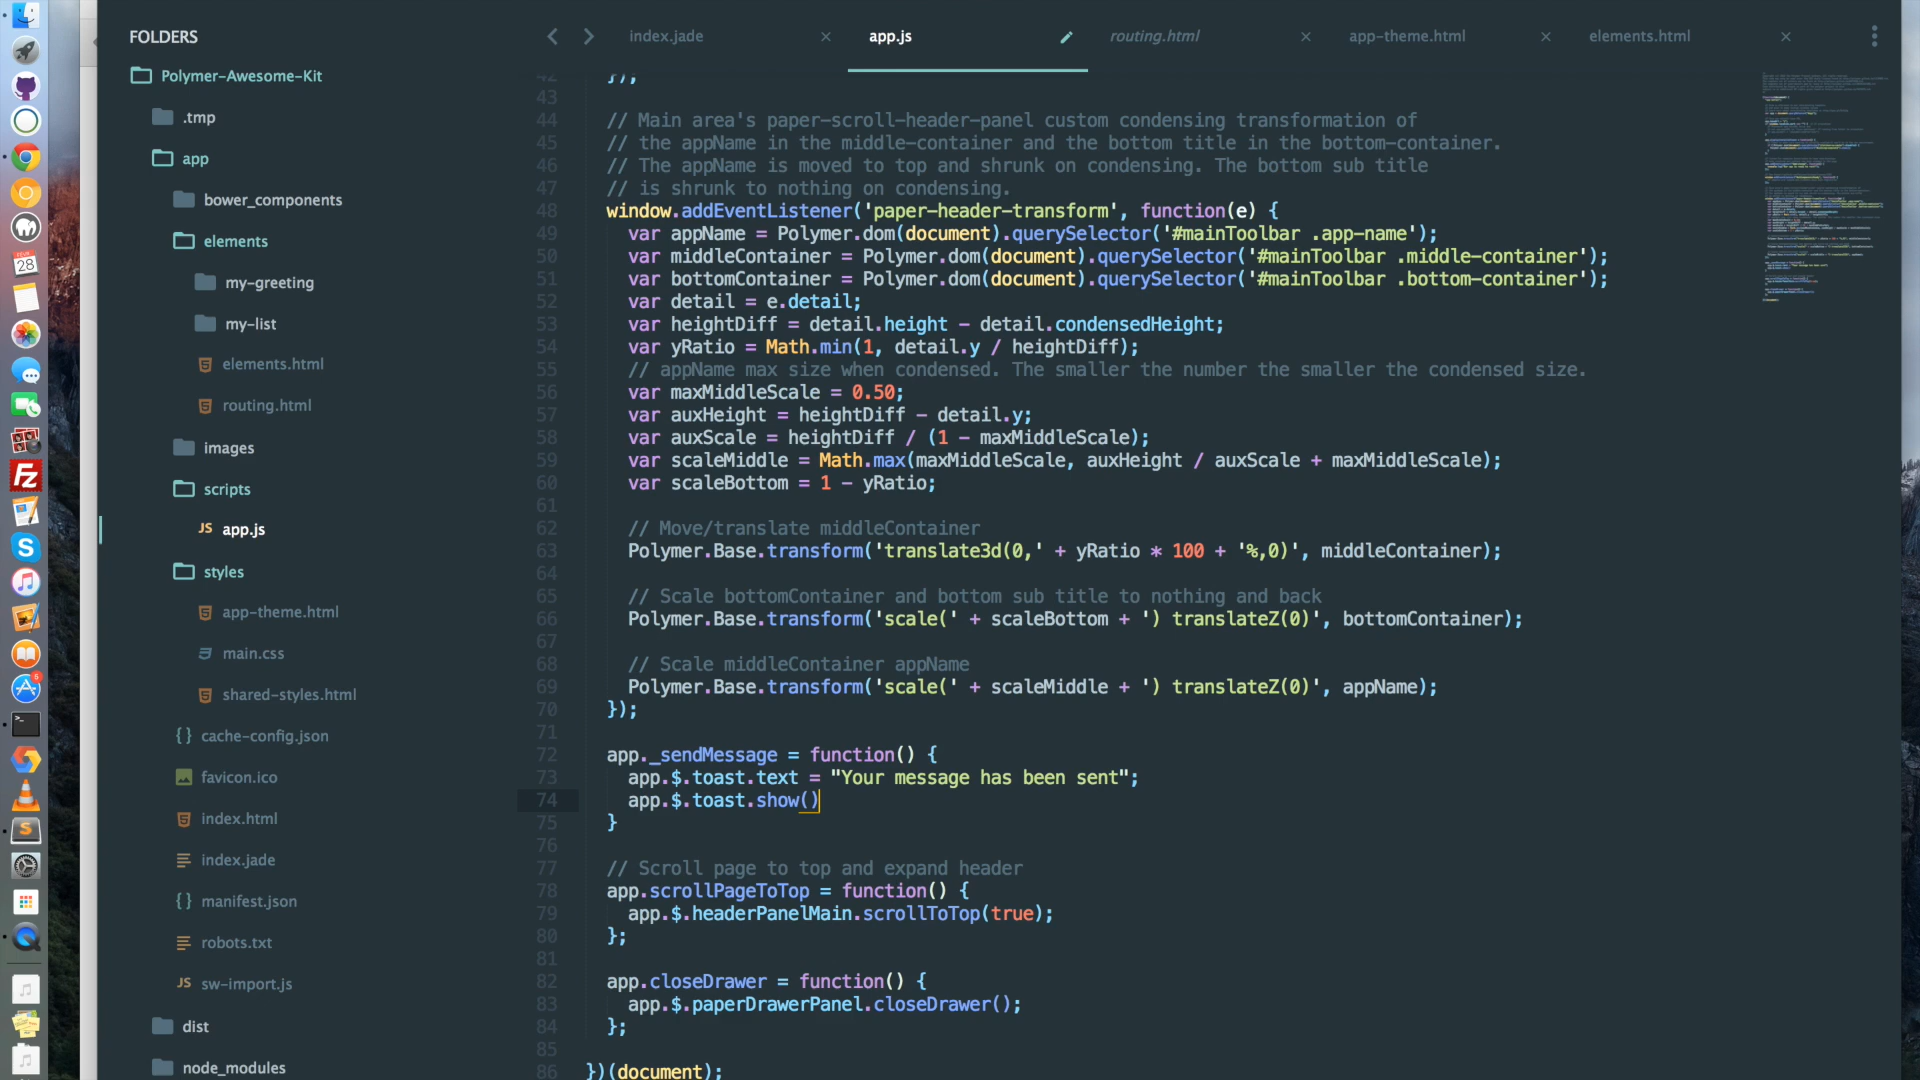 FOLDERS
Polymer-Awesome-Kit
.tmp
app
bower_components
elements
my-greeting
my-list
elements.html
routing.html
images
scripts
JS app.js
styles
app-theme.html
main.css
shared-styles.html
{} cache-config.json
favicon.ico
index.html
index.jade
{} manifest.json
robots.txt
JS sw-import.js
dist
node_modules
index.jade × app.js routing.html × app-theme.html × elements.html ×
42 });
43
44 // Main area's paper-scroll-header-panel custom condensing transformation of
45 // the appName in the middle-container and the bottom title in the bottom-container.
46 // The appName is moved to top and shrunk on condensing. The bottom sub title
47 // is shrunk to nothing on condensing.
48 window.addEventListener('paper-header-transform', function(e) {
49 var appName = Polymer.dom(document).querySelector('#mainToolbar .app-name');
50 var middleContainer = Polymer.dom(document).querySelector('#mainToolbar .middle-container');
51 var bottomContainer = Polymer.dom(document).querySelector('#mainToolbar .bottom-container');
52 var detail = e.detail;
53 var heightDiff = detail.height - detail.condensedHeight;
54 var yRatio = Math.min(1, detail.y / heightDiff);
55 // appName max size when condensed. The smaller the number the smaller the condensed size.
56 var maxMiddleScale = 0.50;
57 var auxHeight = heightDiff - detail.y;
58 var auxScale = heightDiff / (1 - maxMiddleScale);
59 var scaleMiddle = Math.max(maxMiddleScale, auxHeight / auxScale + maxMiddleScale);
60 var scaleBottom = 1 - yRatio;
61
62 // Move/translate middleContainer
63 Polymer.Base.transform('translate3d(0,' + yRatio * 100 + '%,0)', middleContainer);
64
65 // Scale bottomContainer and bottom sub title to nothing and back
66 Polymer.Base.transform('scale(' + scaleBottom + ') translateZ(0)', bottomContainer);
67
68 // Scale middleContainer appName
69 Polymer.Base.transform('scale(' + scaleMiddle + ') translateZ(0)', appName);
70 });
71
72 app._sendMessage = function() {
73 app.$.toast.text = "Your message has been sent";
74 app.$.toast.show()
75 }
76
77 // Scroll page to top and expand header
78 app.scrollPageToTop = function() {
79 app.$.headerPanelMain.scrollToTop(true);
80 };
81
82 app.closeDrawer = function() {
83 app.$.paperDrawerPanel.closeDrawer();
84 };
85
86 })(document);
28
Fz
S
5
S